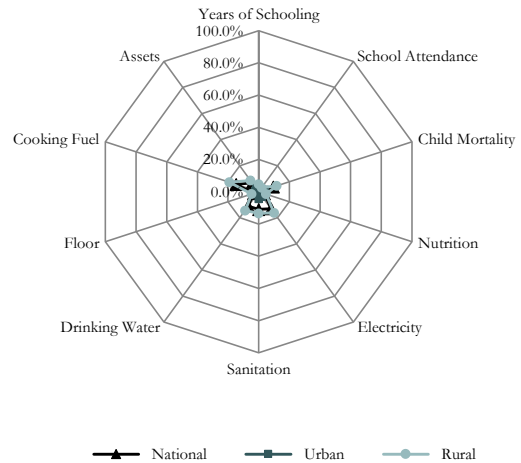 Years of Schooling
100.0%
Assets
School Attendance
80.0%
60.0%
40.0%
Cooking Fuel
Child Mortality
20.0%
0.0%
Floor
Nutrition
Drinking Water
Electricity
Sanitation
National Urban Rural